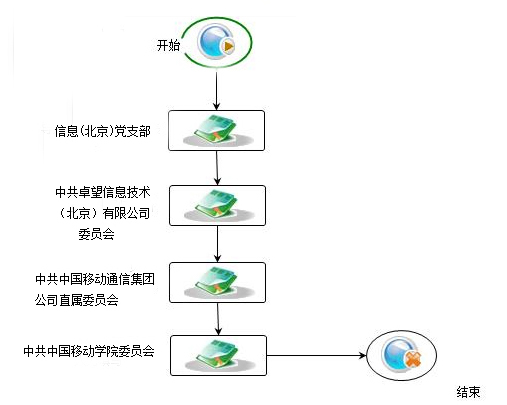 开始
信息(北京)党支部
中共卓望信息技术
（北京）有限公司
委员会
中共中国移动通信集团
公司直属委员会
中共中国移动学院委员会
结束